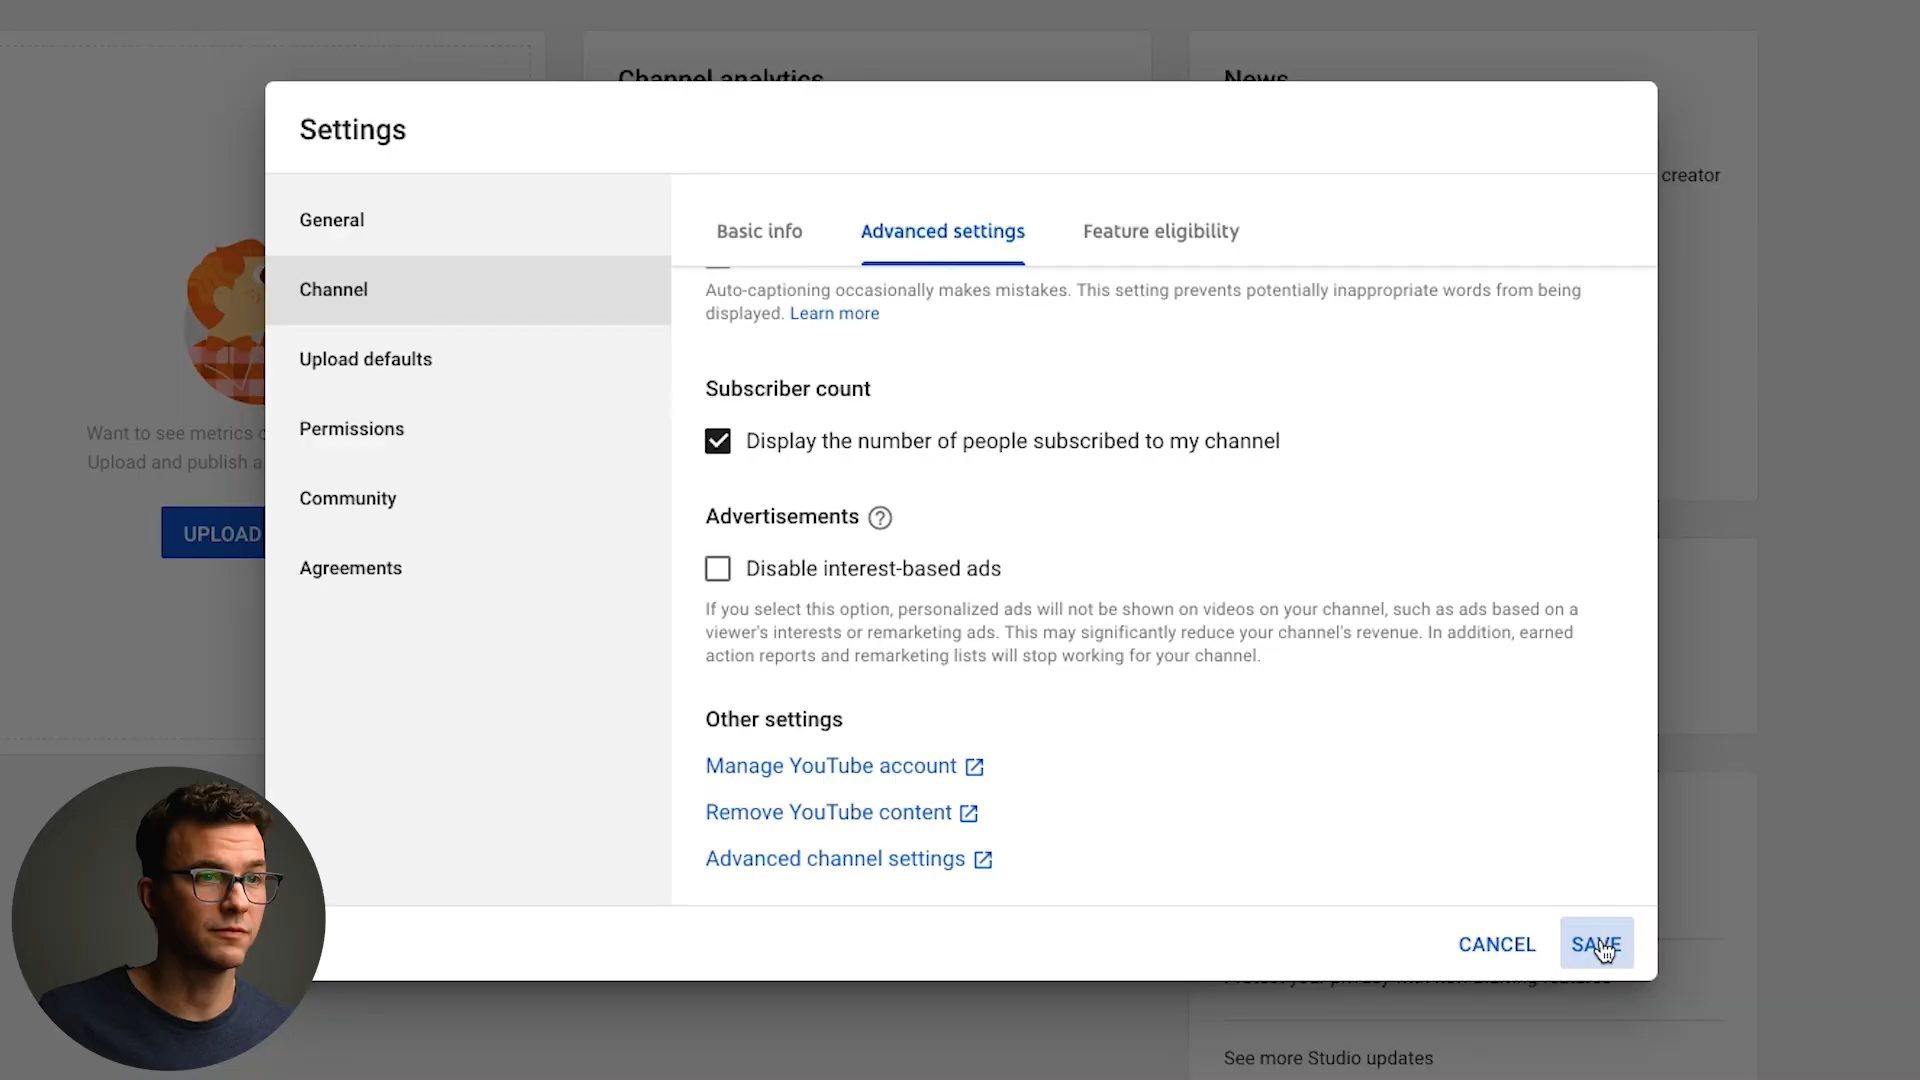 Channel analytics
News
Settings
creator
General
Channel
Upload defaults
Permissions
Community
Agreements
Basic info
Advanced settings
Feature eligibility
Auto-captioning occasionally makes mistakes. This setting prevents potentially inappropriate words from being
displayed. Learn more
Subscriber count
Display the number of people subscribed to my channel
Advertisements
Disable interest-based ads
If you select this option, personalized ads will not be shown on videos on your channel, such as ads based on a
viewer's interests or remarketing ads. This may significantly reduce your channel's revenue. In addition, earned
action reports and remarketing lists will stop working for your channel.
Other settings
Manage YouTube account
Remove YouTube content
Advanced channel settings
Want to see metrics
Upload and publish a
UPLOAD
CANCEL
SAVE
See more Studio updates